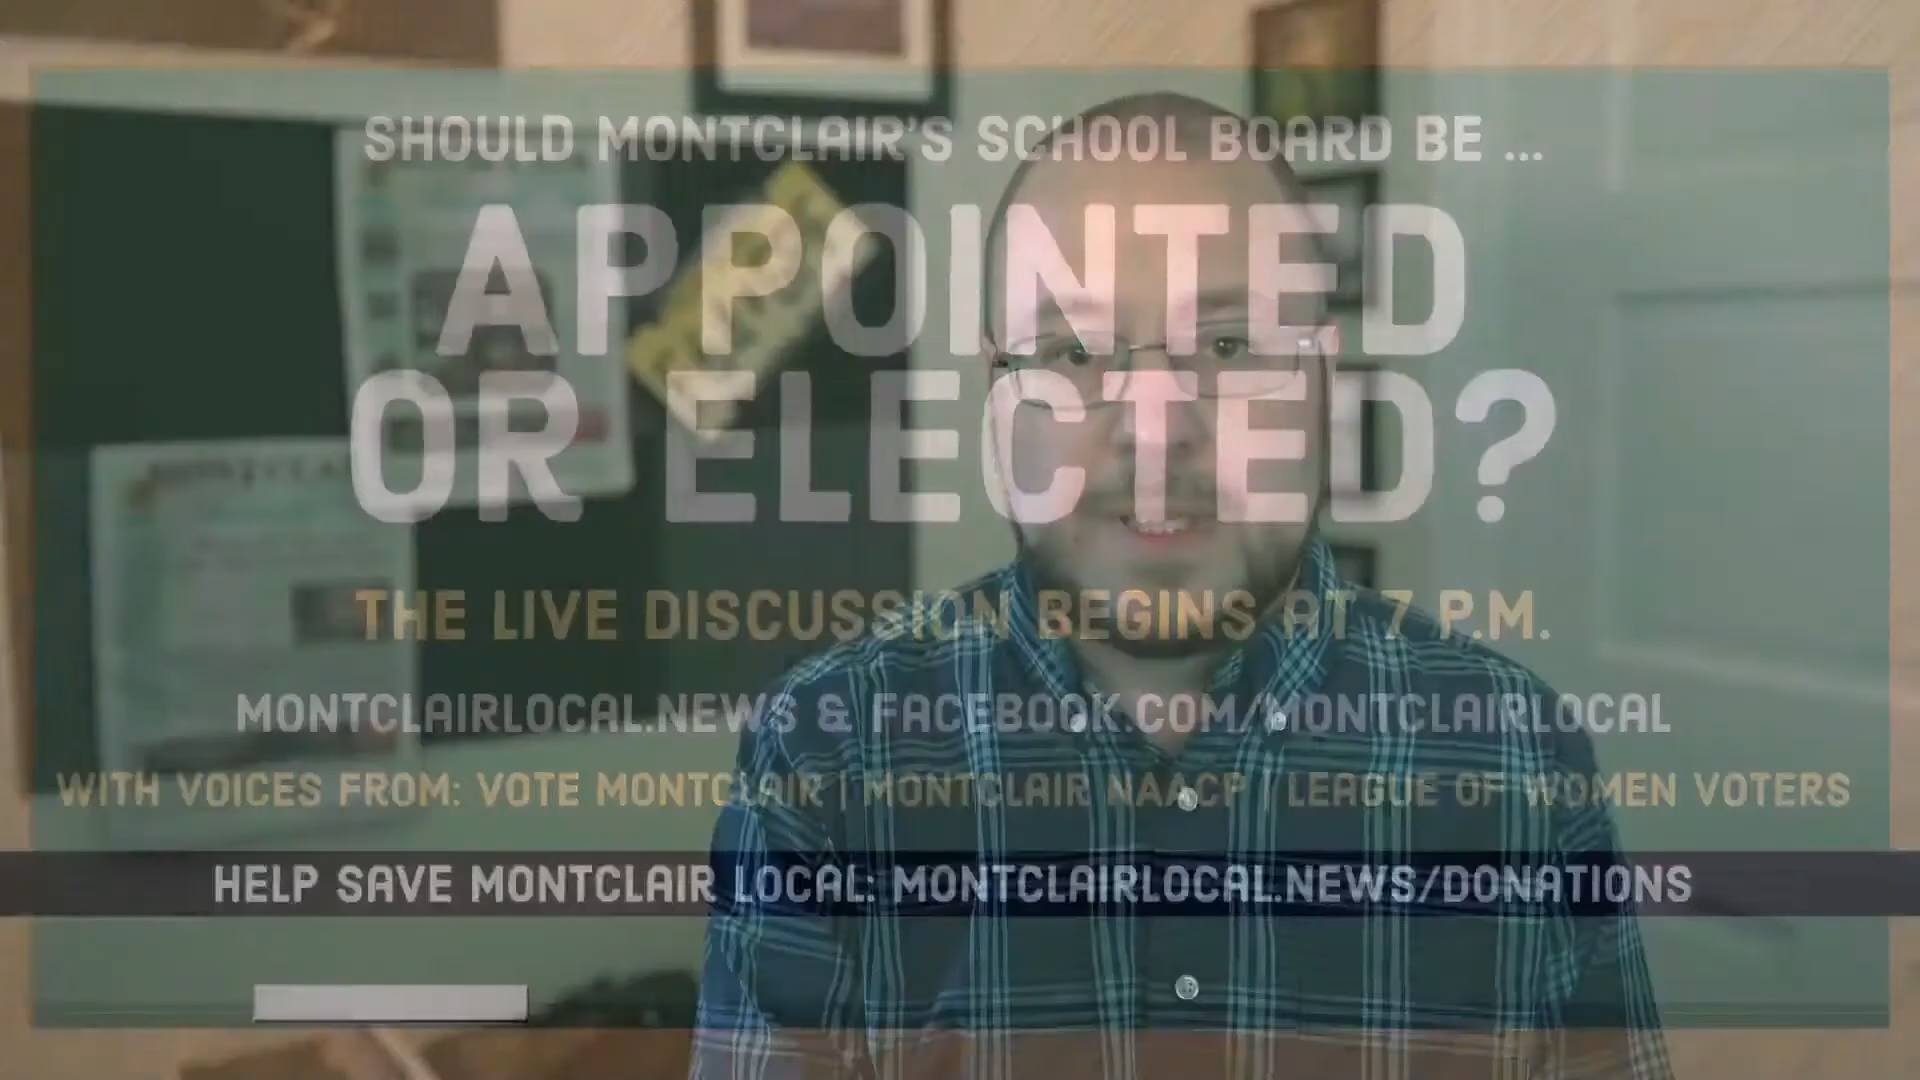 SHOULD MONTCLAIR'S SCHOOL BOARD BE ...
APPOINTED
OR ELECTED?
THE LIVE DISCUSSION BEGINS AT 7 P.M.
MONTCLAIRLOCAL.NEWS & FACEBOOK.COM/MONTCLAIRLOCAL
WITH VOICES FROM: VOTE MONTCLAIR | MONTCLAIR NAACP | LEAGUE OF WOMEN VOTERS
HELP SAVE MONTCLAIR LOCAL: MONTCLAIRLOCAL.NEWS/DONATIONS